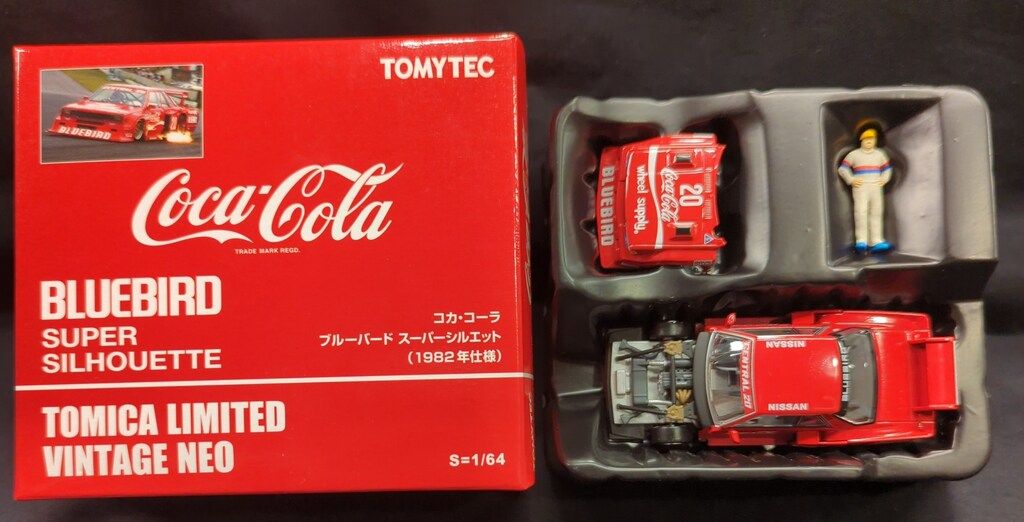 TOMYTEC
BLUEBIRD
Coca-Cola
TRADE MARK REGD.
BLUEBIRD
SUPER
SILHOUETTE
コカ・コーラ
ブルーバード スーパーシルエット
(1982年仕様)
TOMICA LIMITED
VINTAGE NEO
S=1/64
BLUEBIRD
20
Coca-Cola
wheel supply.
CENTRAL 20
NISSAN
NISSAN